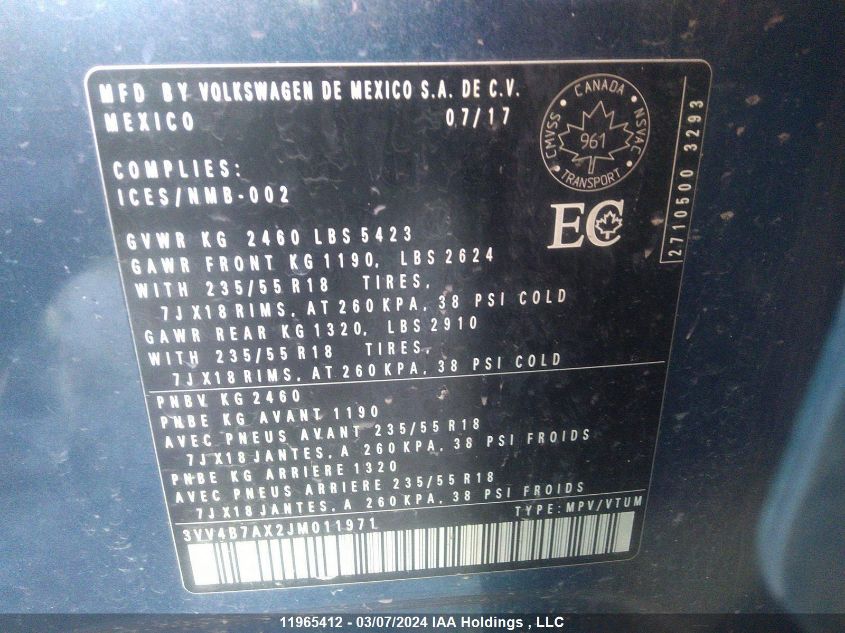 MFD BY VOLKSWAGEN DE MEXICO S.A. DE C.V.
MEXICO 07/17
CANADA
CMVSS NSVAC
961
TRANSPORT
2710500 3293
COMPLIES:
ICES/NMB-002
EC
GVWR KG 2460 LBS 5423
GAWR FRONT KG 1190, LBS 2624
WITH 235/55 R18 TIRES,
7J X18 RIMS, AT 260 KPA, 38 PSI COLD
GAWR REAR KG 1320, LBS 2910
WITH 235/55 R18 TIRES,
7J X18 RIMS, AT 260 KPA, 38 PSI COLD
PNBV KG 2460
PNBE KG AVANT 1190
AVEC PNEUS AVANT 235/55 R18
7J X18 JANTES, A 260 KPA, 38 PSI FROIDS
PNBE KG ARRIERE 1320
AVEC PNEUS ARRIERE 235/55 R18
7J X18 JANTES, A 260 KPA, 38 PSI FROIDS
3VV4B7AX2JM011971 TYPE: MPV/VTUM
11965412 - 03/07/2024 IAA Holdings , LLC